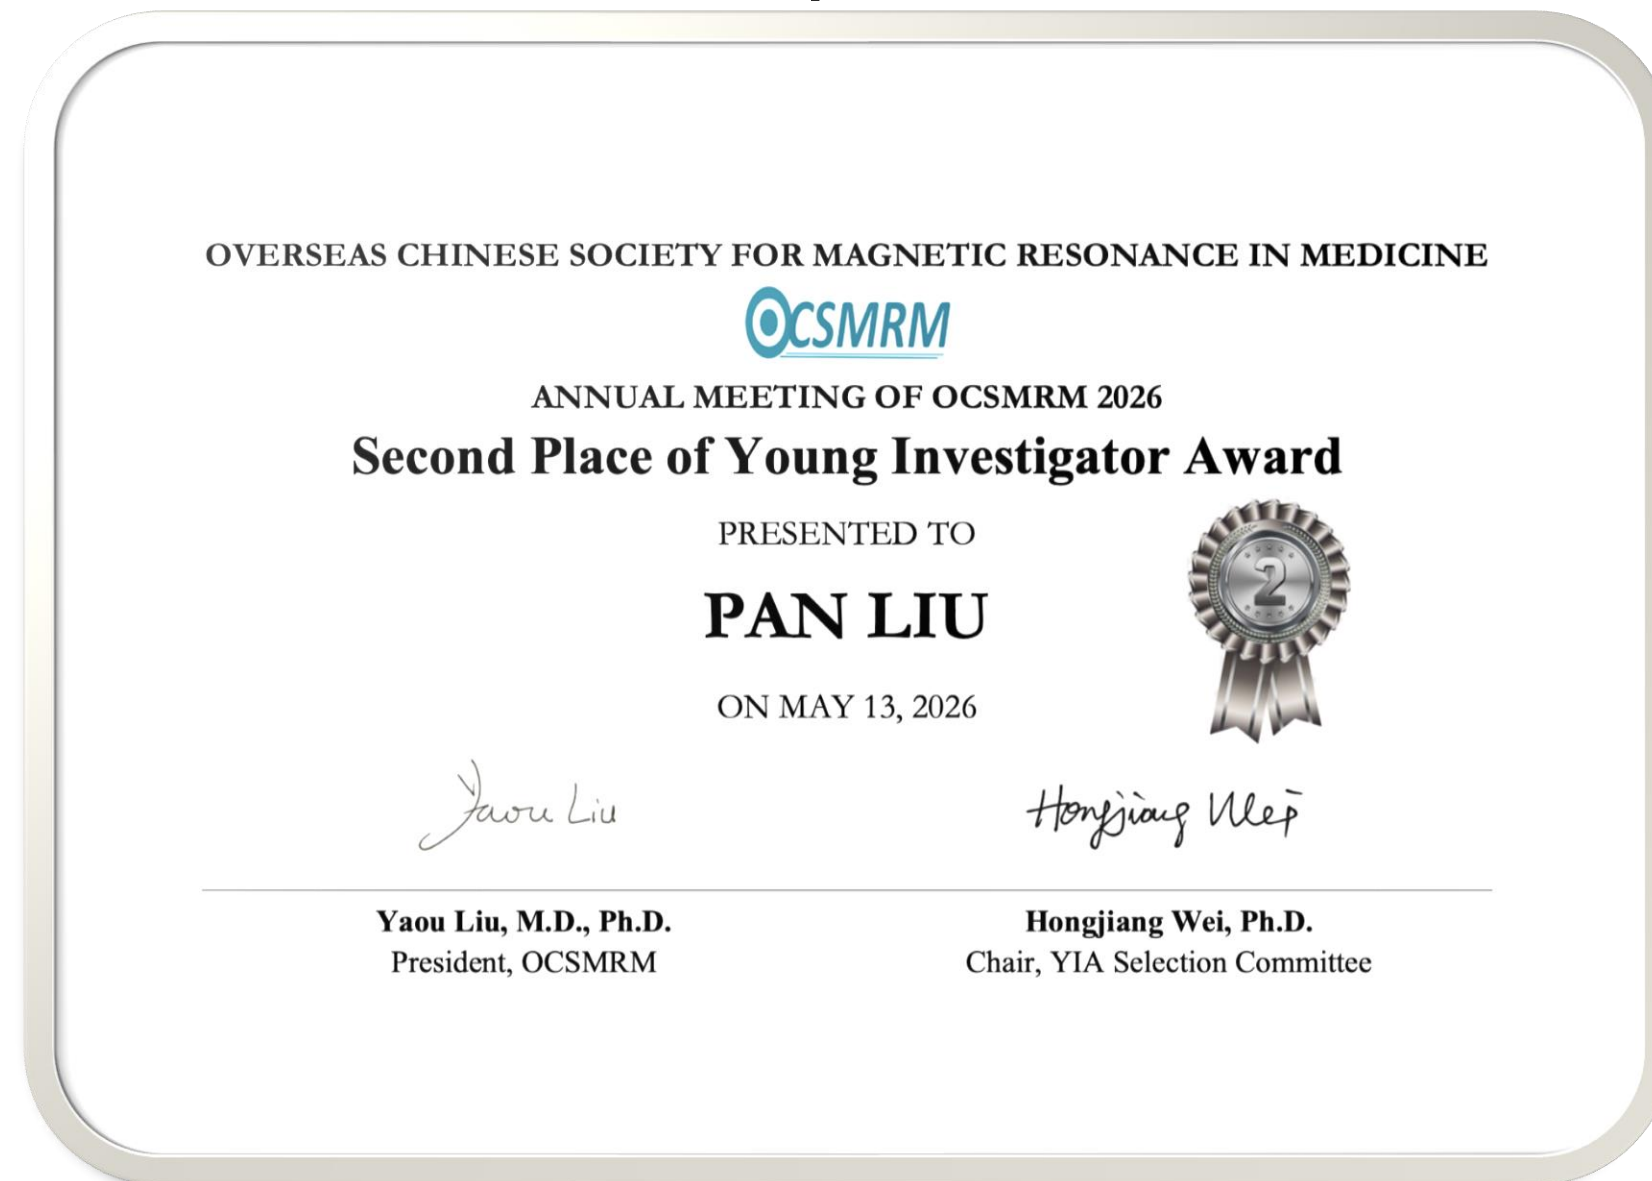 OVERSEAS CHINESE SOCIETY FOR MAGNETIC RESONANCE IN MEDICINE
OCSMRM
ANNUAL MEETING OF OCSMRM 2026
Second Place of Young Investigator Award
PRESENTED TO
PAN LIU
2
ON MAY 13, 2026
Yaou Liu
Hongjiang Wei
Yaou Liu, M.D., Ph.D.
Hongjiang Wei, Ph.D.
President, OCSMRM
Chair, YIA Selection Committee